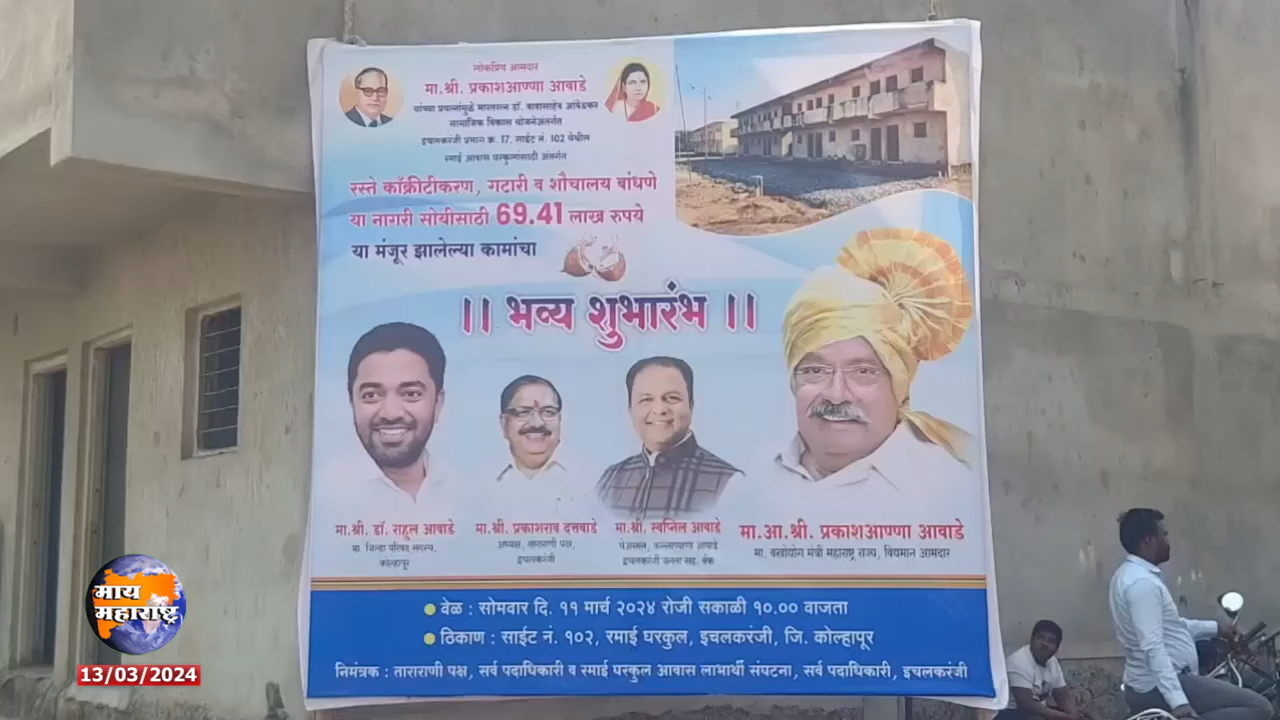 लोकप्रिय आमदार
मा.श्री. प्रकाशआण्णा आवाडे
यांच्या प्रयत्नांमुळे भारतरत्न डॉ. बाबासाहेब आंबेडकर
सामाजिक विकास योजनेअंतर्गत
इचलकरंजी प्रभाग क्र. 17, साईट नं. 102 येथील
रमाई आवास घरकुलासाठी अंतर्गत
रस्ते काँक्रीटीकरण, गटारी व शौचालय बांधणे
या नागरी सोयीसाठी 69.41 लाख रुपये
या मंजूर झालेल्या कामांचा
।। भव्य शुभारंभ ।।
मा.श्री. डॉ. राहुल आवाडे
मा. जिल्हा परिषद सदस्य,
कोल्हापूर
मा.श्री. प्रकाशराव दत्तवाडे
अध्यक्ष, ताराराणी पक्ष,
इचलकरंजी
मा.श्री. स्वप्निल आवाडे
चेअरमन, कल्लाप्पाण्णा आवाडे
इचलकरंजी जनता सह. बँक
मा.आ.श्री. प्रकाशआण्णा आवाडे
मा. वस्त्रोद्योग मंत्री महाराष्ट्र राज्य, विद्यमान आमदार
वेळ : सोमवार दि. ११ मार्च २०२४ रोजी सकाळी १०.०० वाजता
ठिकाण : साईट नं. १०२, रमाई घरकुल, इचलकरंजी, जि. कोल्हापूर
निमंत्रक : ताराराणी पक्ष, सर्व पदाधिकारी व रमाई घरकुल आवास लाभार्थी संघटना, सर्व पदाधिकारी, इचलकरंजी
माय
महाराष्ट्र
13/03/2024